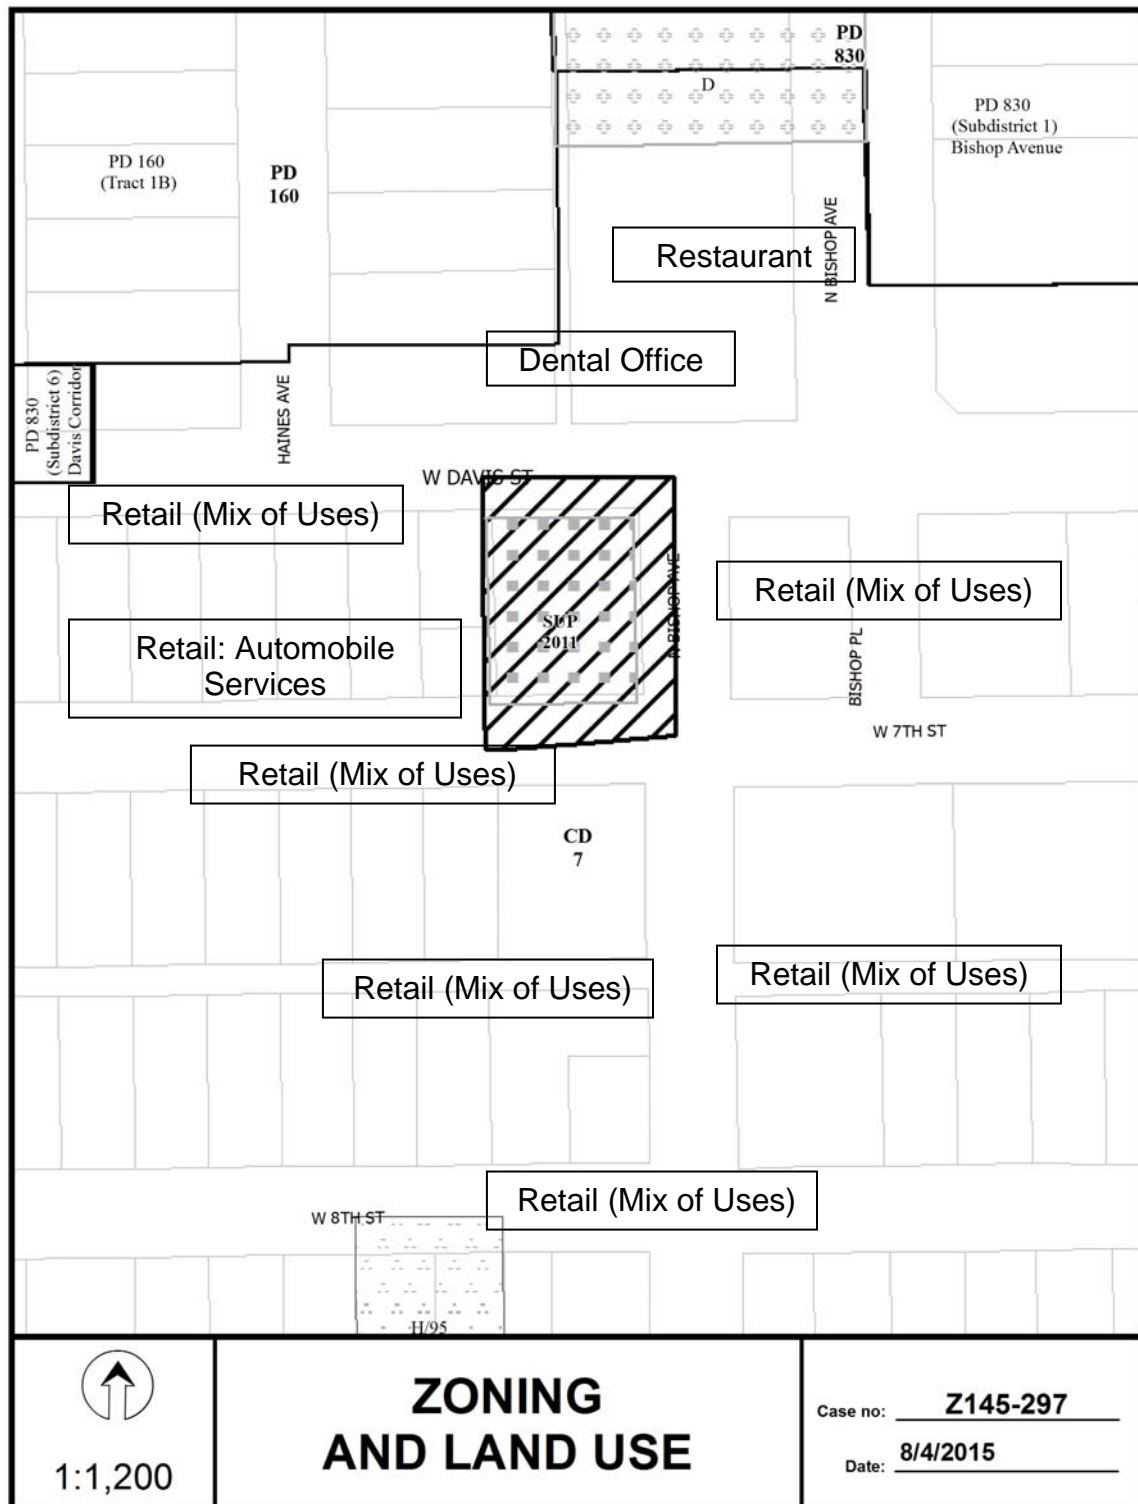 PD
830
D
PD 830
(Subdistrict 1)
Bishop Avenue
PD 160
(Tract 1B)
PD
160
N BISHOP AVE
Restaurant
Dental Office
PD 830
(Subdistrict 6)
Davis Corridor
HAINES AVE
W DAVIS ST
Retail (Mix of Uses)
N BISHOP AVE
Retail (Mix of Uses)
SUP
2011
Retail: Automobile
Services
BISHOP PL
W 7TH ST
Retail (Mix of Uses)
CD
7
Retail (Mix of Uses)
Retail (Mix of Uses)
Retail (Mix of Uses)
W 8TH ST
H/95
1:1,200
ZONING
AND LAND USE
Case no: Z145-297
Date: 8/4/2015